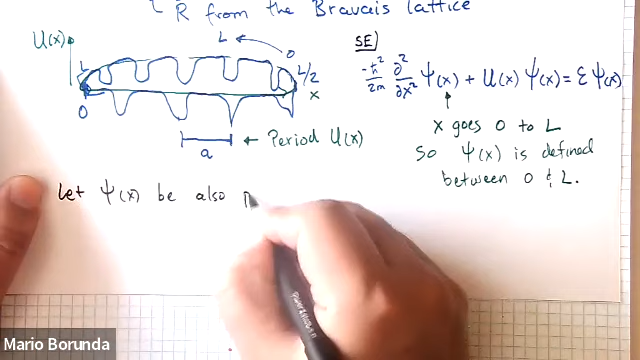 R from the Bravais lattice
U(x)
L
0
L
L/2
x
0
a
← Period U(x)
SE)
-ħ²/2m ∂²/∂x² Ψ(x) + U(x) Ψ(x) = ε Ψ(x)
x goes 0 to L
So Ψ(x) is defined
between 0 & L.
Let Ψ(x) be also
Mario Borunda